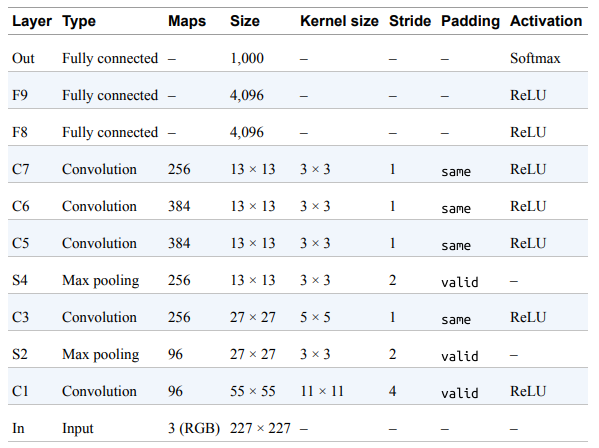 Layer Type Maps Size Kernel size Stride Padding Activation
Out Fully connected – 1,000 – – – Softmax
F9 Fully connected – 4,096 – – – ReLU
F8 Fully connected – 4,096 – – – ReLU
C7 Convolution 256 13 × 13 3 × 3 1 same ReLU
C6 Convolution 384 13 × 13 3 × 3 1 same ReLU
C5 Convolution 384 13 × 13 3 × 3 1 same ReLU
S4 Max pooling 256 13 × 13 3 × 3 2 valid –
C3 Convolution 256 27 × 27 5 × 5 1 same ReLU
S2 Max pooling 96 27 × 27 3 × 3 2 valid –
C1 Convolution 96 55 × 55 11 × 11 4 valid ReLU
In Input 3 (RGB) 227 × 227 – – – –